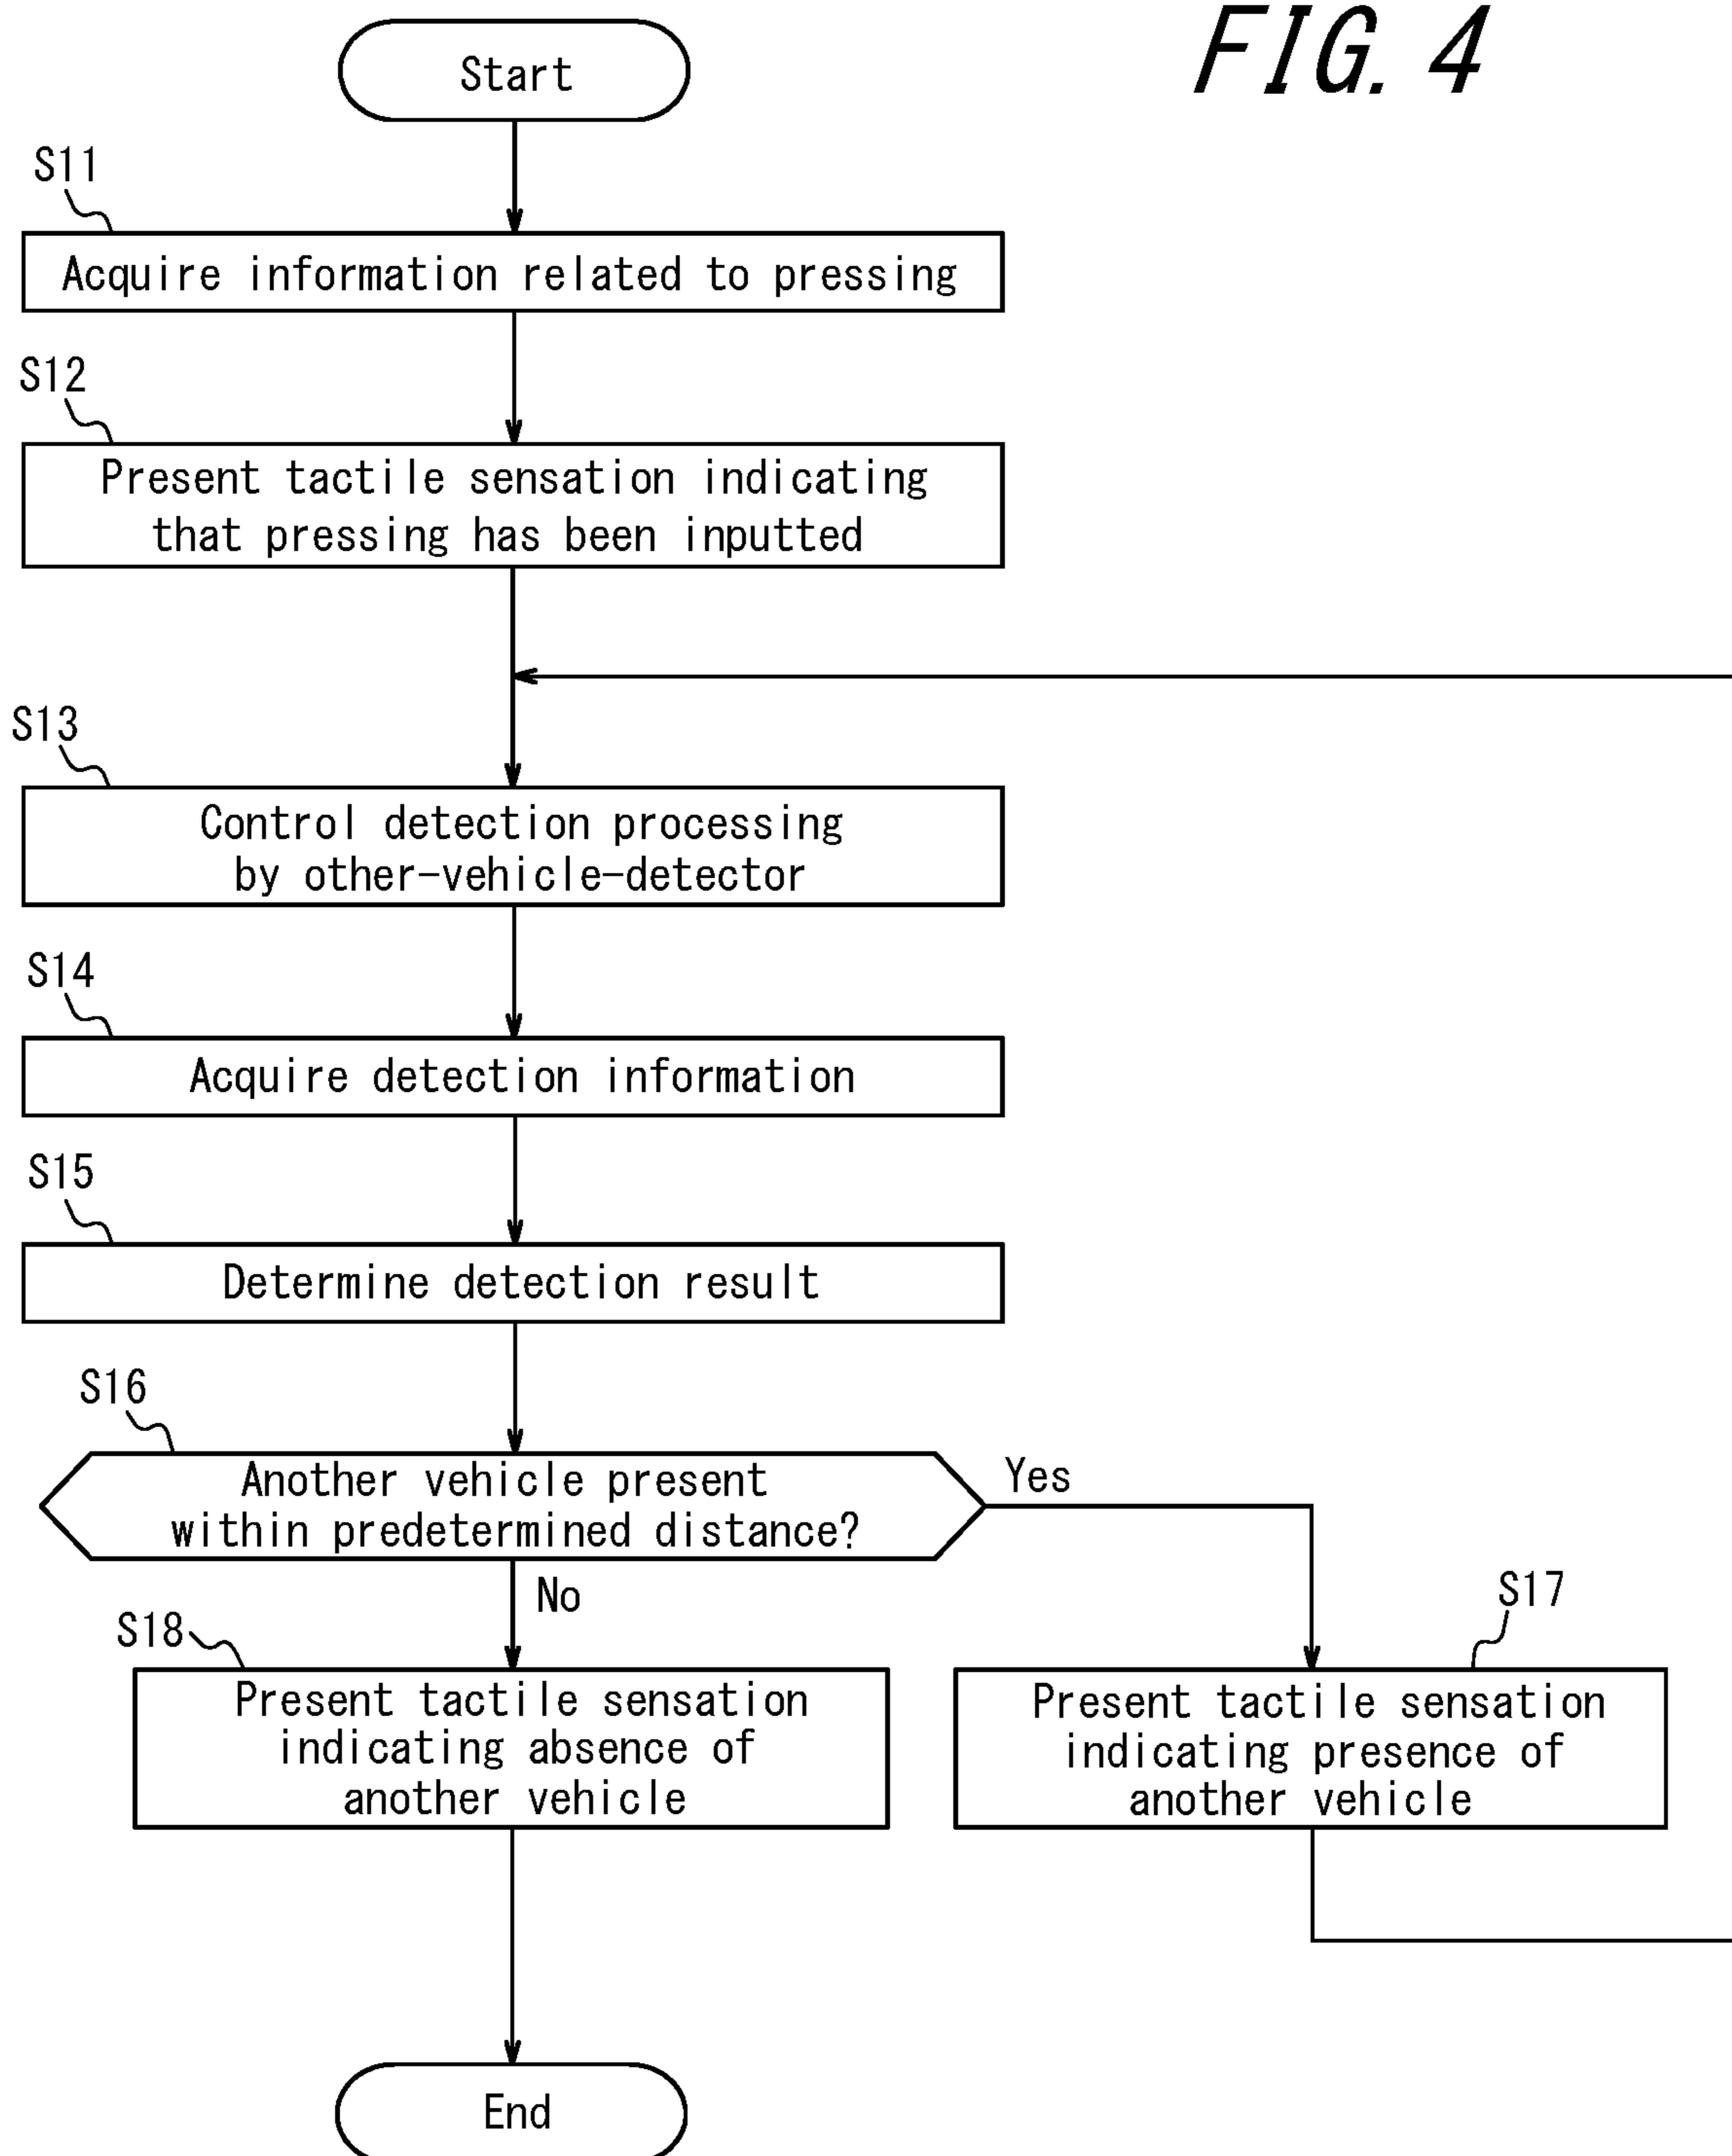 FIG. 4
Start
S11
Acquire information related to pressing
S12
Present tactile sensation indicating
that pressing has been inputted
S13
Control detection processing
by other-vehicle-detector
S14
Acquire detection information
S15
Determine detection result
S16
Another vehicle present
within predetermined distance?
Yes
No
S18
Present tactile sensation
indicating absence of
another vehicle
S17
Present tactile sensation
indicating presence of
another vehicle
End